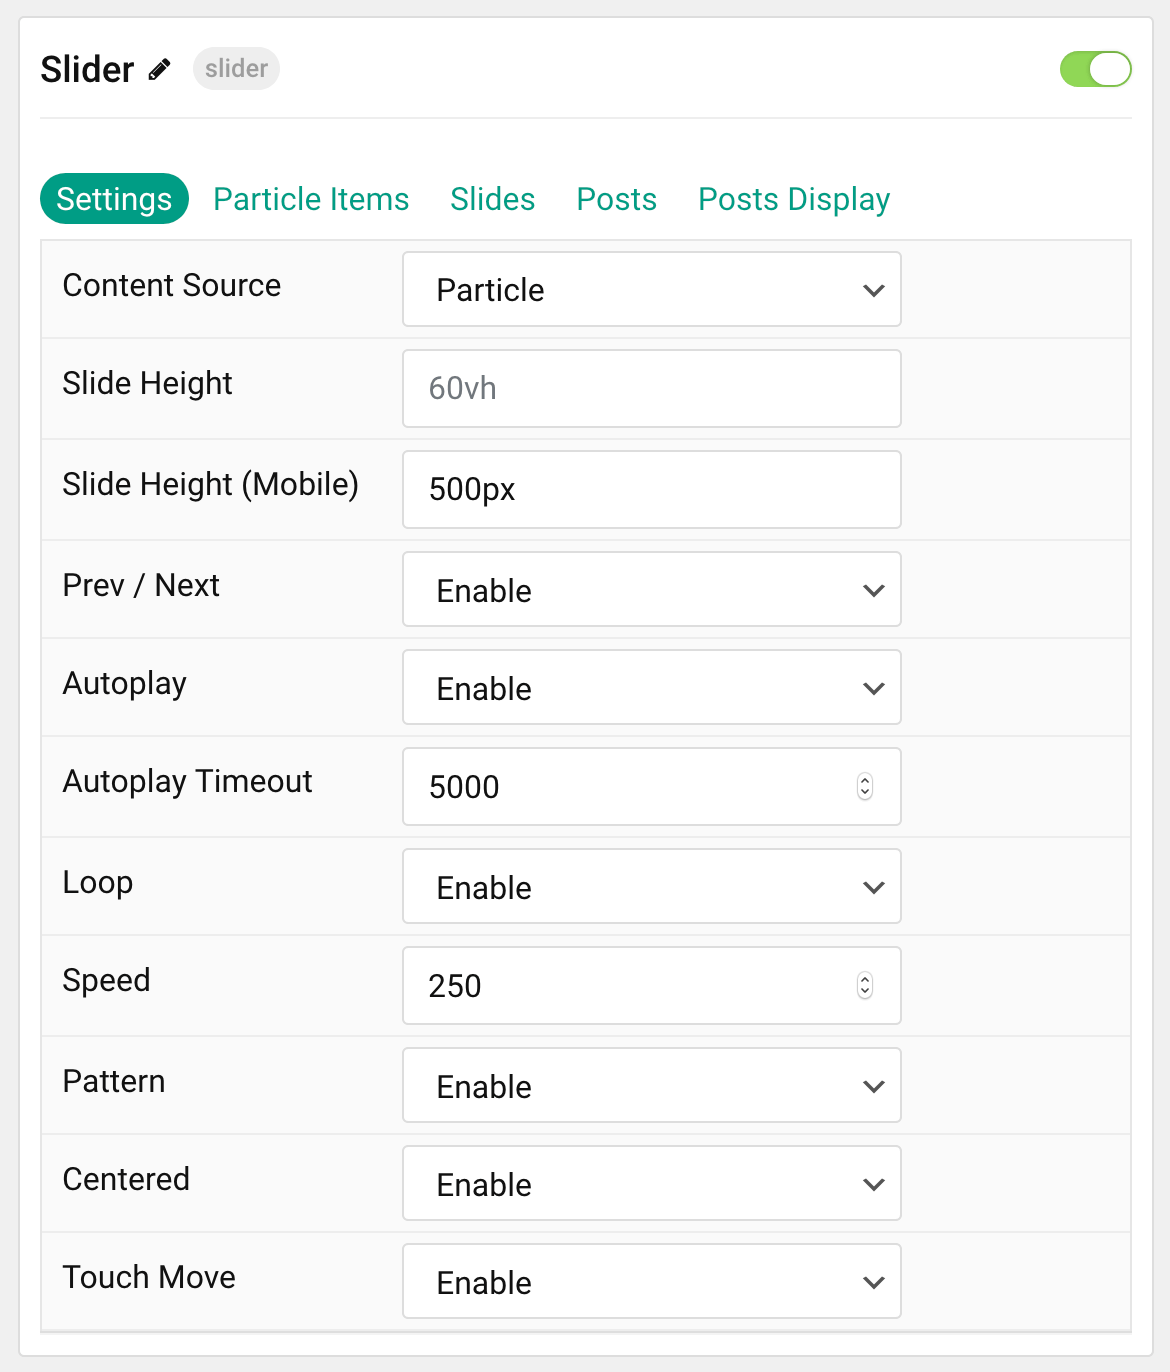 Slider slider
Settings Particle Items Slides Posts Posts Display
Content Source Particle
Slide Height 60vh
Slide Height (Mobile) 500px
Prev / Next Enable
Autoplay Enable
Autoplay Timeout 5000
Loop Enable
Speed 250
Pattern Enable
Centered Enable
Touch Move Enable